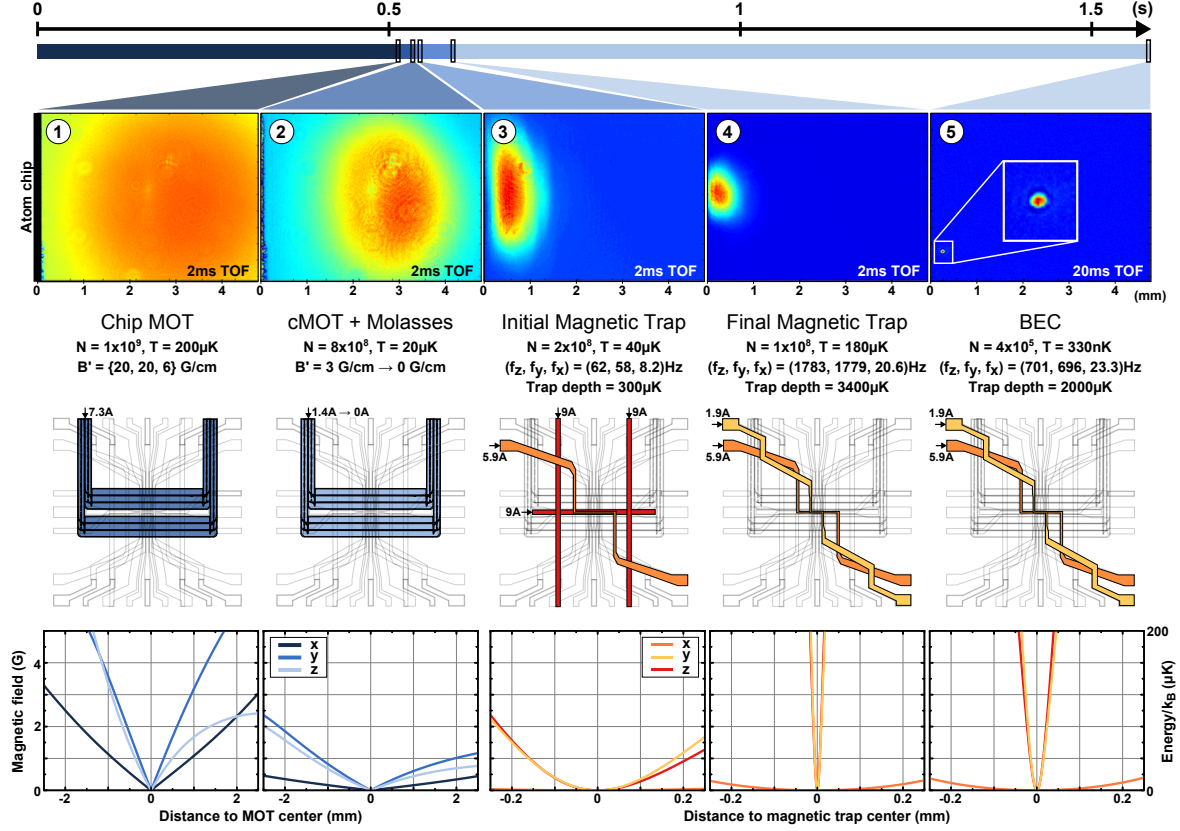 0 0.5 1 1.5 (s)
1 2 3 4 5
Atom chip
2ms TOF 2ms TOF 2ms TOF 2ms TOF 20ms TOF
0 1 2 3 4 0 1 2 3 4 0 1 2 3 4 0 1 2 3 4 0 1 2 3 4 (mm)
Chip MOT
N = 1x10⁹, T = 200µK
B' = {20, 20, 6} G/cm
cMOT + Molasses
N = 8x10⁸, T = 20µK
B' = 3 G/cm → 0 G/cm
Initial Magnetic Trap
N = 2x10⁸, T = 40µK
(f_z, f_y, f_x) = (62, 58, 8.2)Hz
Trap depth = 300µK
Final Magnetic Trap
N = 1x10⁸, T = 180µK
(f_z, f_y, f_x) = (1783, 1779, 20.6)Hz
Trap depth = 3400µK
BEC
N = 4x10⁵, T = 330nK
(f_z, f_y, f_x) = (701, 696, 23.3)Hz
Trap depth = 2000µK
7.3A
1.4A → 0A
9A 9A
5.9A
9A
1.9A
5.9A
1.9A
5.9A
Magnetic field (G)
4
2
0
-2 0 2
x
y
z
-2 0 2
Distance to MOT center (mm)
x
y
z
-0.2 0 0.2
-0.2 0 0.2
-0.2 0 0.2
Distance to magnetic trap center (mm)
200
0
Energy/k_B (µK)